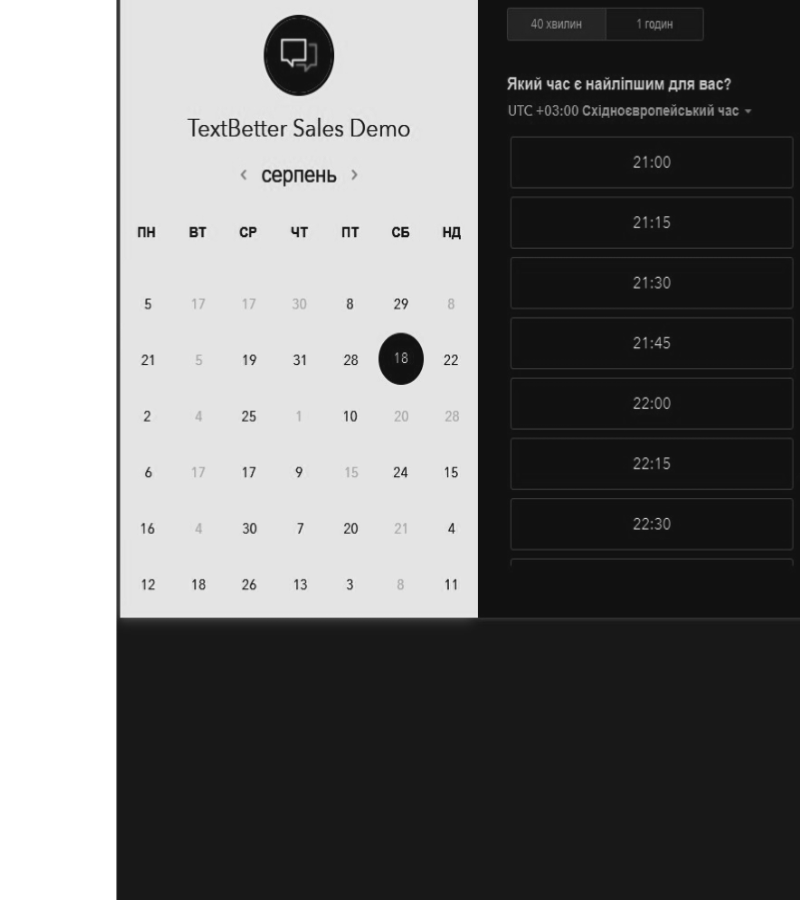 TextBetter Sales Demo
‹ серпень ›
ПН ВТ СР ЧТ ПТ СБ НД
5 17 17 30 8 29 8
21 5 19 31 28 18 22
2 4 25 1 10 20 28
6 17 17 9 15 24 15
16 4 30 7 20 21 4
12 18 26 13 3 8 11
40 хвилин 1 годин
Який час є найліпшим для вас?
UTC +03:00 Східноєвропейський час
21:00
21:15
21:30
21:45
22:00
22:15
22:30